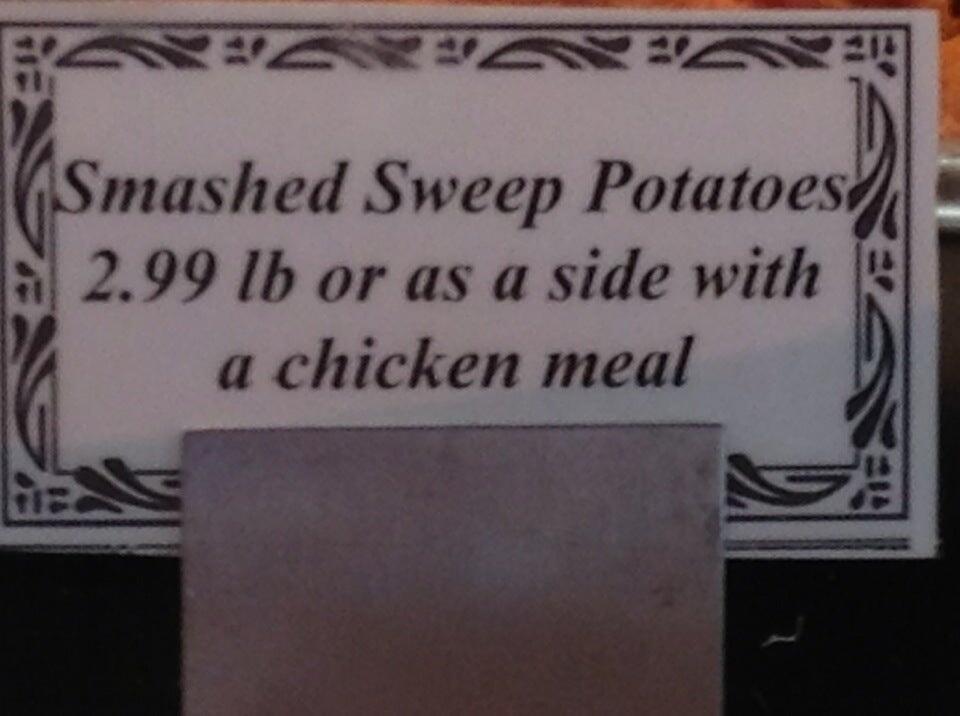 Smashed Sweep Potatoes
2.99 lb or as a side with
a chicken meal